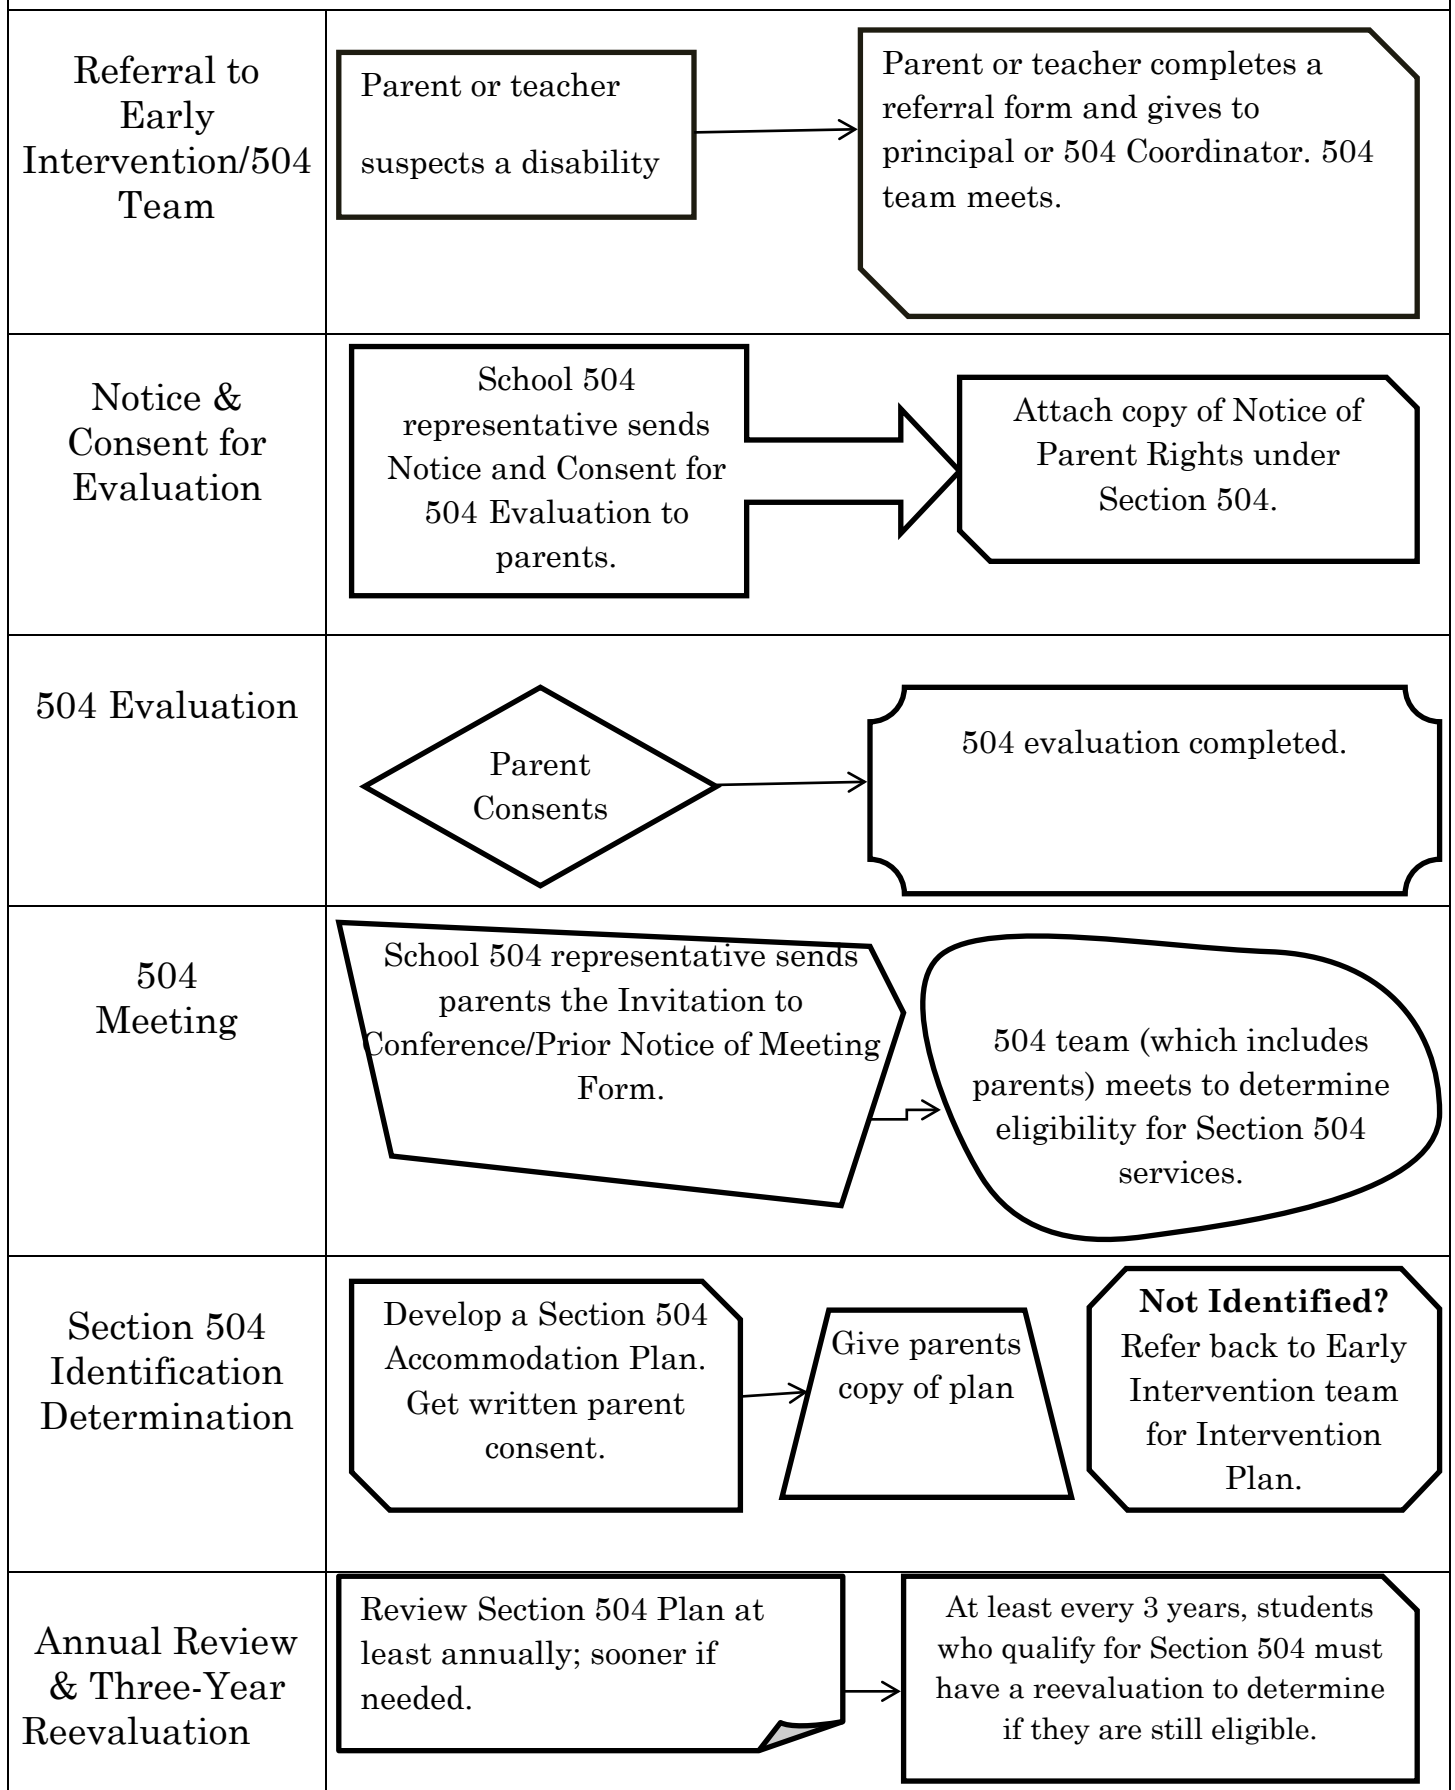 Referral to
Early
Intervention/504
Team
Parent or teacher
suspects a disability
Parent or teacher completes a
referral form and gives to
principal or 504 Coordinator. 504
team meets.
Notice &
Consent for
Evaluation
School 504
representative sends
Notice and Consent for
504 Evaluation to
parents.
Attach copy of Notice of
Parent Rights under
Section 504.
504 Evaluation
Parent
Consents
504 evaluation completed.
504
Meeting
School 504 representative sends
parents the Invitation to
Conference/Prior Notice of Meeting
Form.
504 team (which includes
parents) meets to determine
eligibility for Section 504
services.
Section 504
Identification
Determination
Develop a Section 504
Accommodation Plan.
Get written parent
consent.
Give parents
copy of plan
Not Identified?
Refer back to Early
Intervention team
for Intervention
Plan.
Annual Review
& Three-Year
Reevaluation
Review Section 504 Plan at
least annually; sooner if
needed.
At least every 3 years, students
who qualify for Section 504 must
have a reevaluation to determine
if they are still eligible.